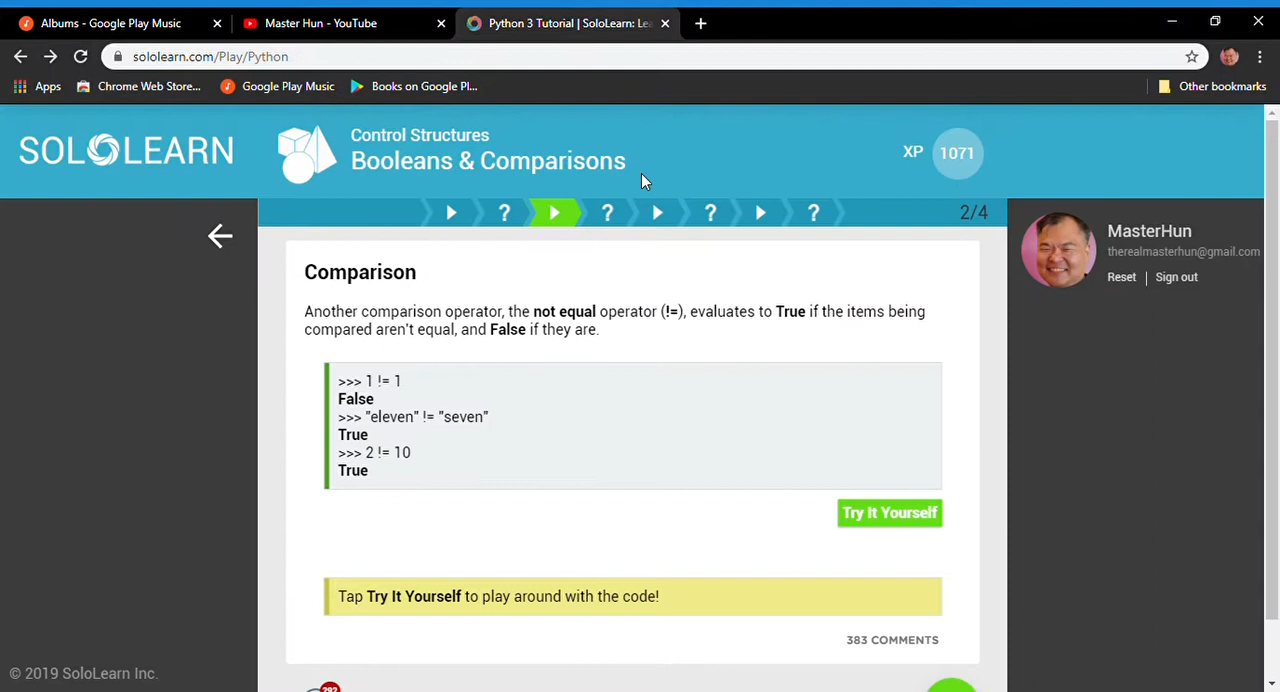 Albums - Google Play Music
Master Hun - YouTube
Python 3 Tutorial | SoloLearn: Lea
sololearn.com/Play/Python
Apps
Chrome Web Store...
Google Play Music
Books on Google Pl...
Other bookmarks
SOLOLEARN
Control Structures
Booleans & Comparisons
XP 1071
? ? ? ?
2/4
MasterHun
therealmasterhun@gmail.com
Reset | Sign out
Comparison
Another comparison operator, the not equal operator (!=), evaluates to True if the items being
compared aren't equal, and False if they are.
>>> 1 != 1
False
>>> "eleven" != "seven"
True
>>> 2 != 10
True
Try It Yourself
Tap Try It Yourself to play around with the code!
383 COMMENTS
© 2019 SoloLearn Inc.
292